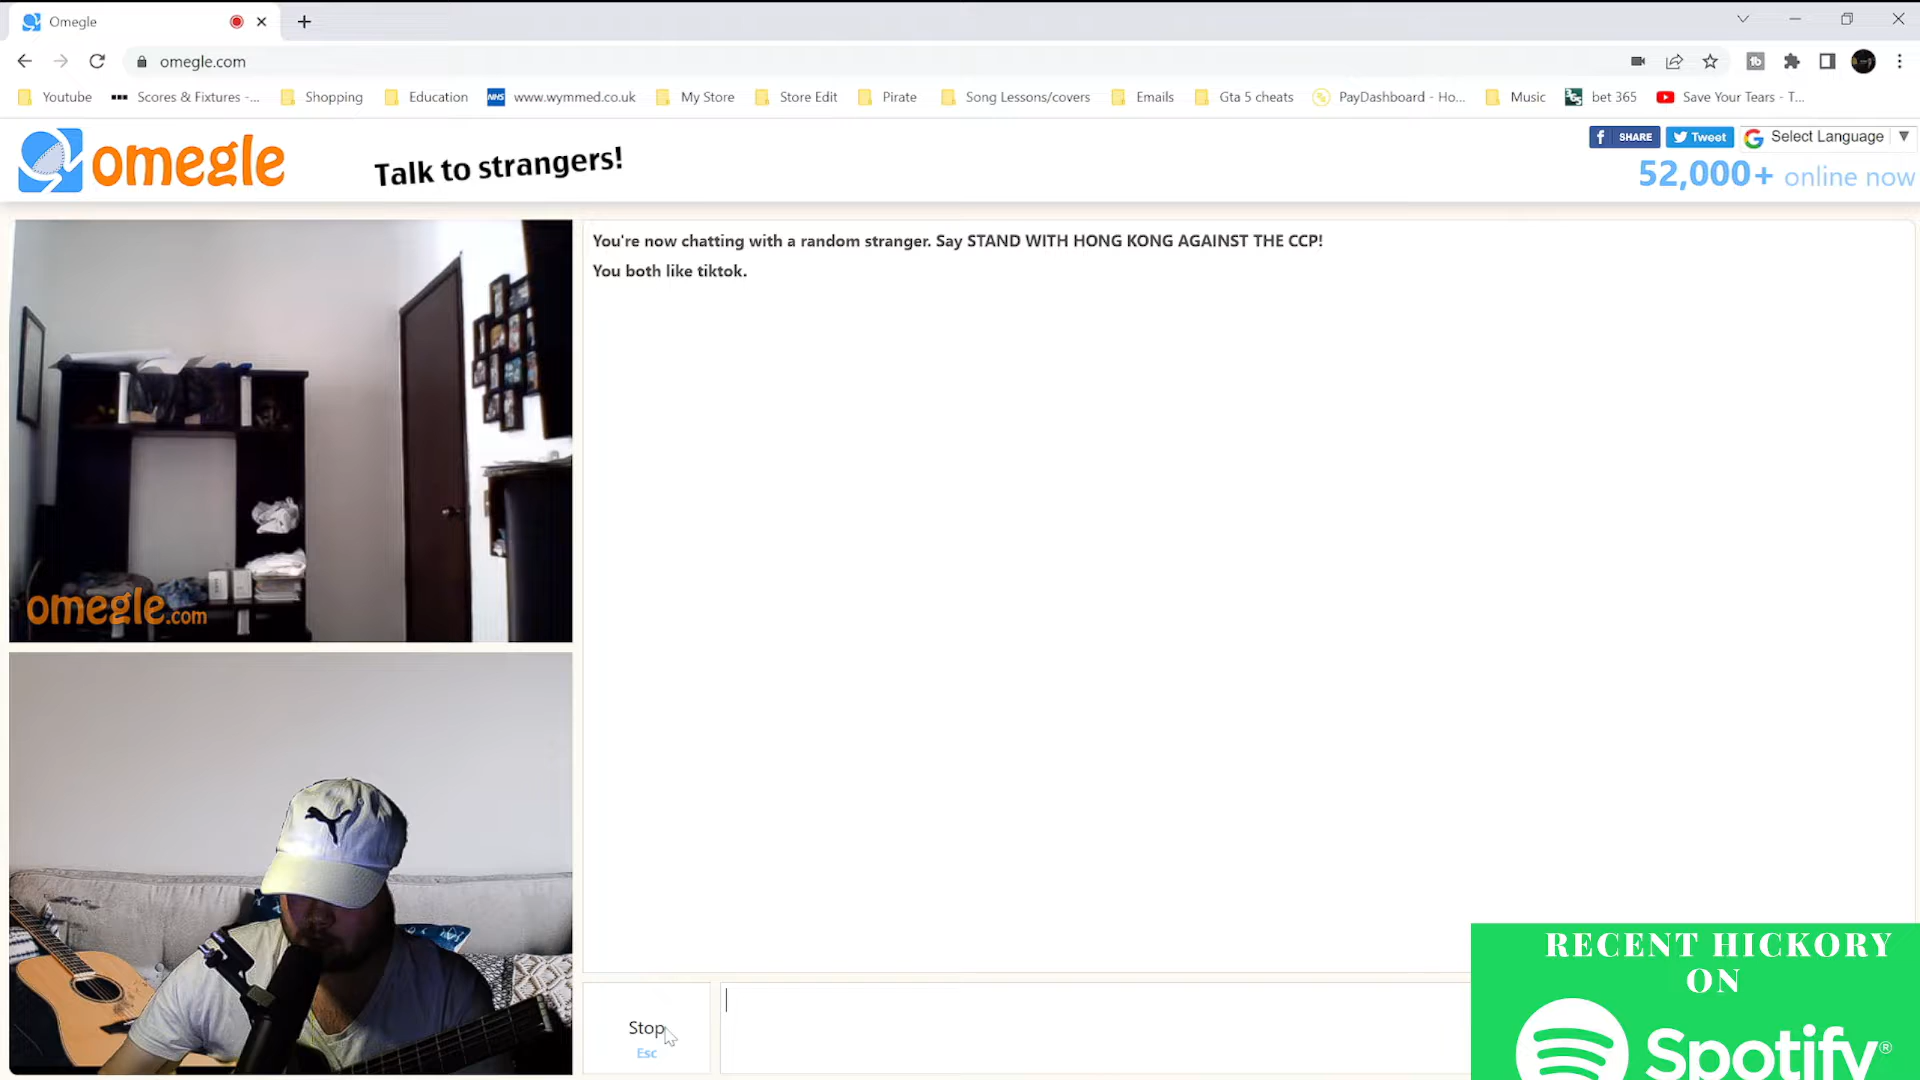 Omegle
omegle.com
Youtube
Scores & Fixtures -...
Shopping
Education
NHS
www.wymmed.co.uk
My Store
Store Edit
Pirate
Song Lessons/covers
Emails
Gta 5 cheats
PayDashboard - Ho...
Music
365
bet 365
Save Your Tears - T...
omegle
Talk to strangers!
SHARE
Tweet
Select Language
52,000+ online now
You're now chatting with a random stranger. Say STAND WITH HONG KONG AGAINST THE CCP!
You both like tiktok.
omegle.com
Stop
Esc
RECENT HICKORY
ON
Spotify®